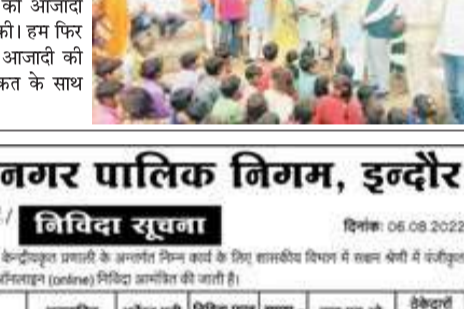 की आजादी
की। हम फिर
आजादी की
कत के साथ
नगर पालिक निगम, इन्दौर
निविदा सूचना
दिनांक: 06.08.2022
केन्द्रीयकृत प्रणाली के अन्तर्गत निम्न कार्य के लिए शासकीय विभाग में सक्षम श्रेणी में पंजीकृत
ऑनलाइन (online) निविदा आमंत्रित की जाती है।
ठेकेदारों